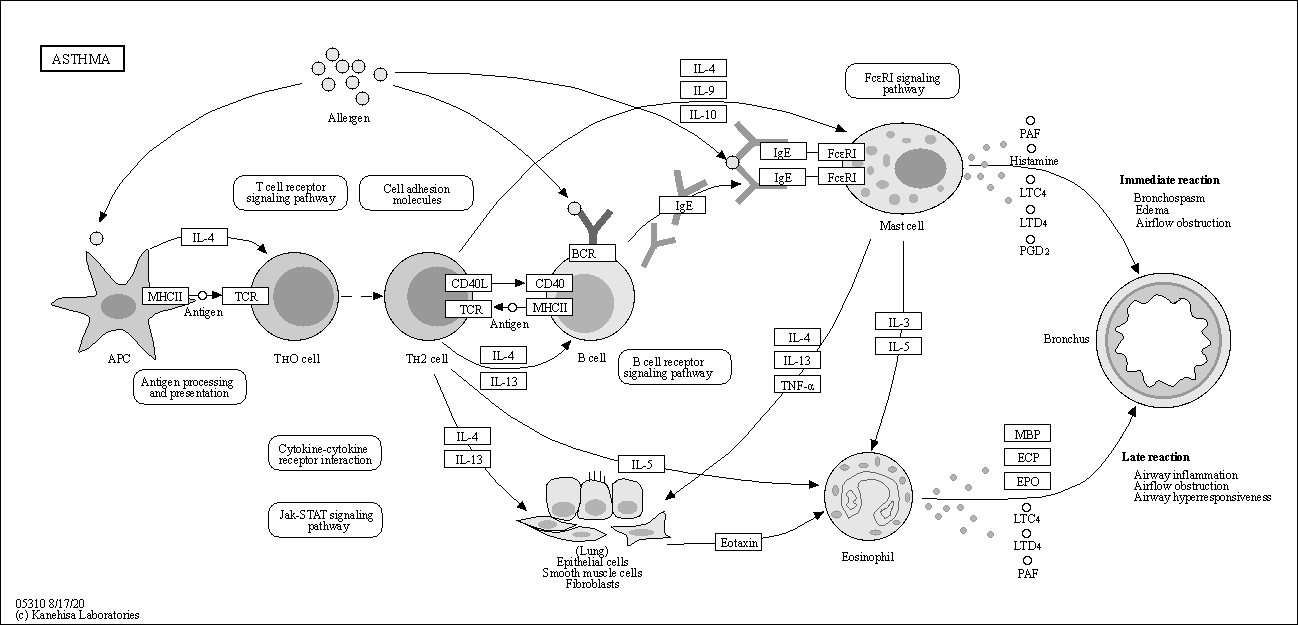 ASTHMA
Allergen
IL-4
IL-9
IL-10
FcεRI signaling
pathway
T cell receptor
signaling pathway
Cell adhesion
molecules
IgE
FcεRI
IgE
FcεRI
IgE
Mast cell
PAF
Histamine
LTC4
LTD4
PGD2
Immediate reaction
Bronchospasm
Edema
Airflow obstruction
IL-4
BCR
MHCII
TCR
Antigen
CD40L
CD40
TCR
MHCII
Antigen
APC
TH0 cell
TH2 cell
B cell
IL-4
IL-13
Antigen processing
and presentation
B cell receptor
signaling pathway
IL-4
IL-13
TNF-α
IL-3
IL-5
Bronchus
Cytokine-cytokine
receptor interaction
IL-4
IL-13
IL-5
MBP
ECP
EPO
LTC4
LTD4
PAF
Late reaction
Airway inflammation
Airflow obstruction
Airway hyperresponsiveness
Jak-STAT signaling
pathway
Eotaxin
Eosinophil
(Lung)
Epithelial cells
Smooth muscle cells
Fibroblasts
05310 8/17/20
(c) Kanehisa Laboratories